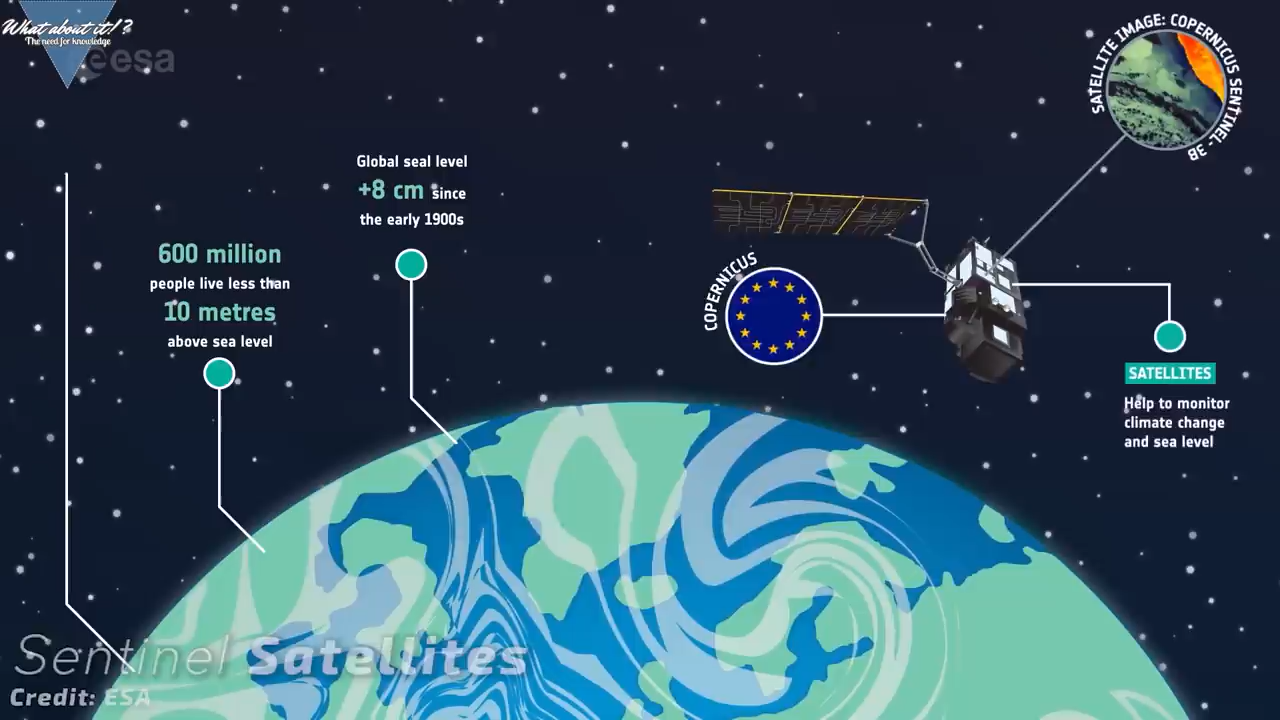 What about it!?
The need for knowledge
eesa
Global seal level
+8 cm since
the early 1900s
600 million
people live less than
10 metres
above sea level
COPERNICUS
SATELLITE IMAGE: COPERNICUS SENTINEL- 3B
SATELLITES
Help to monitor
climate change
and sea level
Sentinel Satellites
Credit: ESA